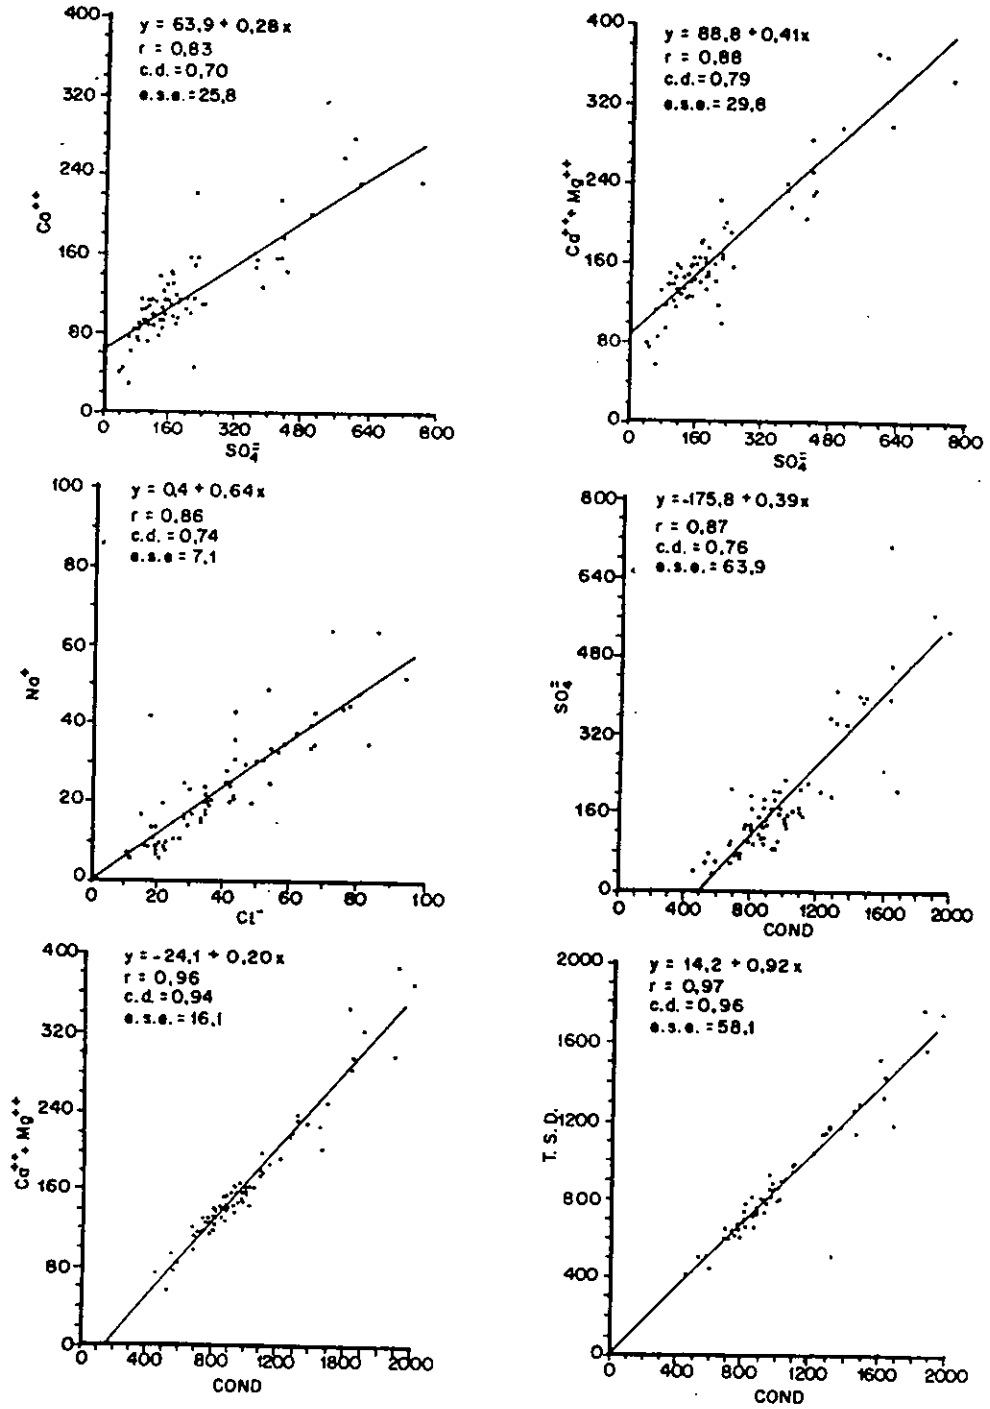 y = 63,9 + 0,28x
r = 0,83
c.d. = 0,70
e.s.e. = 25,8
400
320
240
160
80
0
Ca++
0 160 320 480 640 800
SO4=
y = 88,8 + 0,41x
r = 0,88
c.d. = 0,79
e.s.e. = 29,8
400
320
240
160
80
0
Ca++ + Mg++
0 160 320 480 640 800
SO4=
y = 0,4 + 0,64x
r = 0,86
c.d. = 0,74
e.s.e = 7,1
100
80
60
40
20
0
Na+
0 20 40 60 80 100
CL-
y = -175,8 + 0,39x
r = 0,87
c.d. = 0,76
e.s.e. = 63,9
800
640
480
320
160
0
SO4=
0 400 800 1200 1600 2000
COND
y = -24,1 + 0,20x
r = 0,96
c.d. = 0,94
e.s.e. = 16,1
400
320
240
160
80
0
Ca++ + Mg++
400 800 1200 1600 2000
COND
y = 14,2 + 0,92x
r = 0,97
c.d. = 0,96
e.s.e. = 58,1
2000
1600
1200
800
400
0
T. S. D.
0 400 800 1200 1600 2000
COND